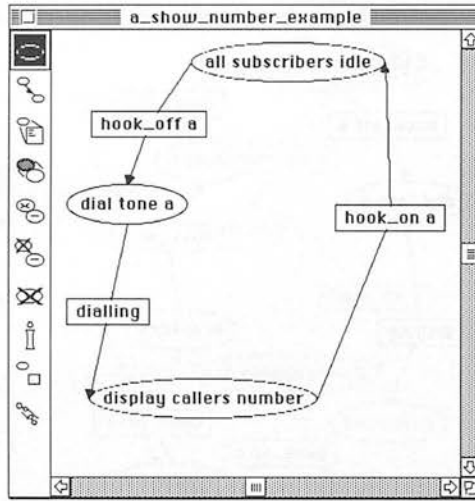 a_show_number_example
all subscribers idle
hook_off a
dial tone a
hook_on a
dialling
display callers number